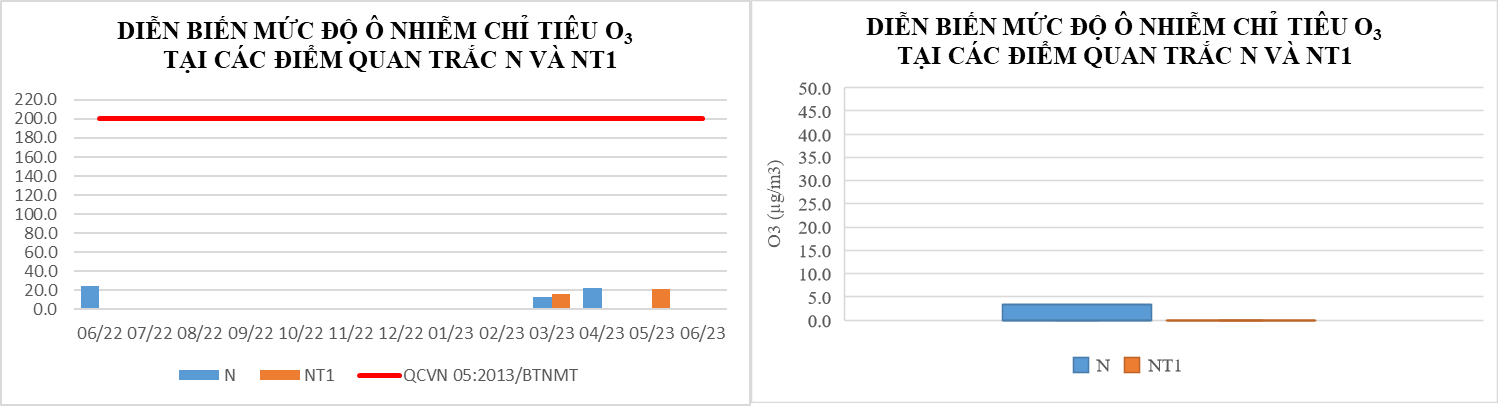 DIỄN BIẾN MỨC ĐỘ Ô NHIỄM CHỈ TIÊU O₃
TẠI CÁC ĐIỂM QUAN TRẮC N VÀ NT1
220.0
200.0
180.0
160.0
140.0
120.0
100.0
80.0
60.0
40.0
20.0
0.0
06/22 07/22 08/22 09/22 10/22 11/22 12/22 01/23 02/23 03/23 04/23 05/23 06/23
N NT1 QCVN 05:2013/BTNMT
DIỄN BIẾN MỨC ĐỘ Ô NHIỄM CHỈ TIÊU O₃
TẠI CÁC ĐIỂM QUAN TRẮC N VÀ NT1
O3 (µg/m3)
50.0
45.0
40.0
35.0
30.0
25.0
20.0
15.0
10.0
5.0
0.0
N NT1